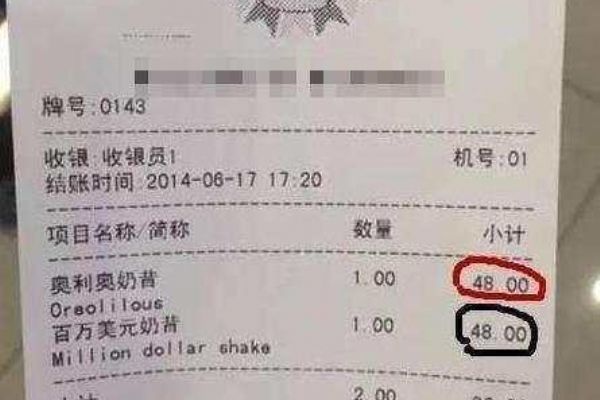 牌号:0143
收银:收银员1 机号:01
结账时间:2014-06-17 17:20
项目名称/简称 数量 小计
奥利奥奶昔 1.00 48.00
Oreolilous
百万美元奶昔 1.00 48.00
Million dollar shake
2.00